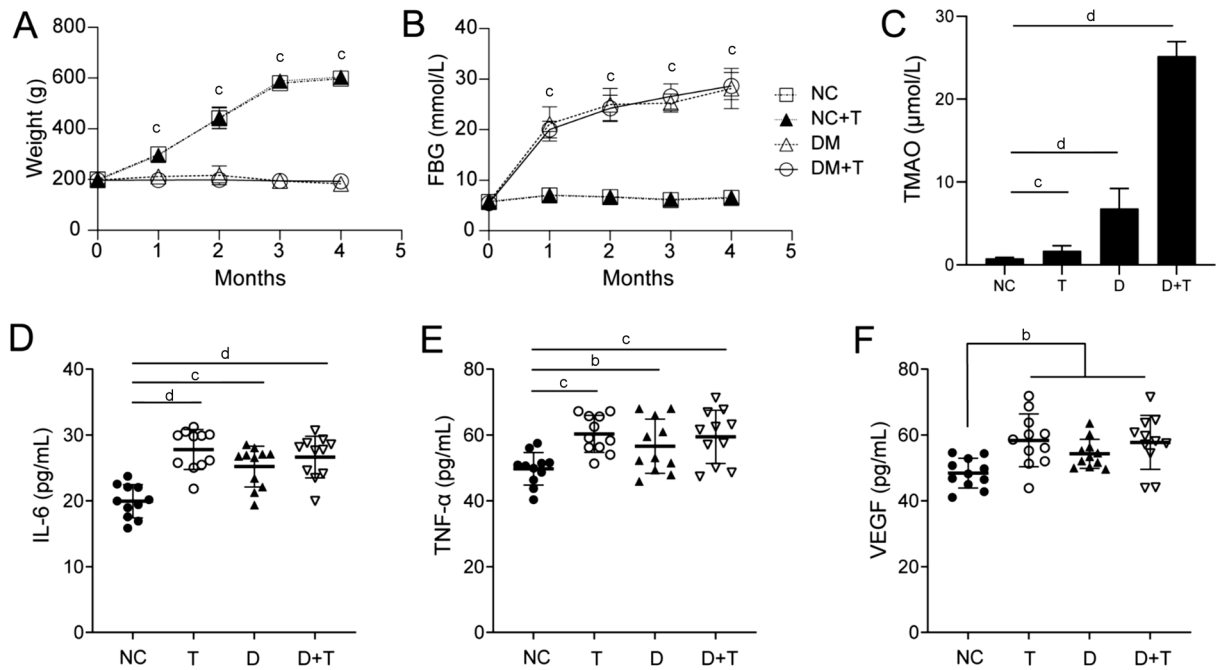 A
Weight (g)
800
600
400
200
0
c
c
c
c
0 1 2 3 4 5
Months
B
FBG (mmol/L)
40
30
20
10
0
c
c
c
c
0 1 2 3 4 5
Months
NC
NC+T
DM
DM+T
C
TMAO (μmol/L)
30
20
10
0
d
d
c
NC T D D+T
D
IL-6 (pg/mL)
40
30
20
10
0
d
c
d
NC T D D+T
E
TNF-α (pg/mL)
80
60
40
20
0
c
b
c
NC T D D+T
F
VEGF (pg/mL)
80
60
40
20
0
b
NC T D D+T